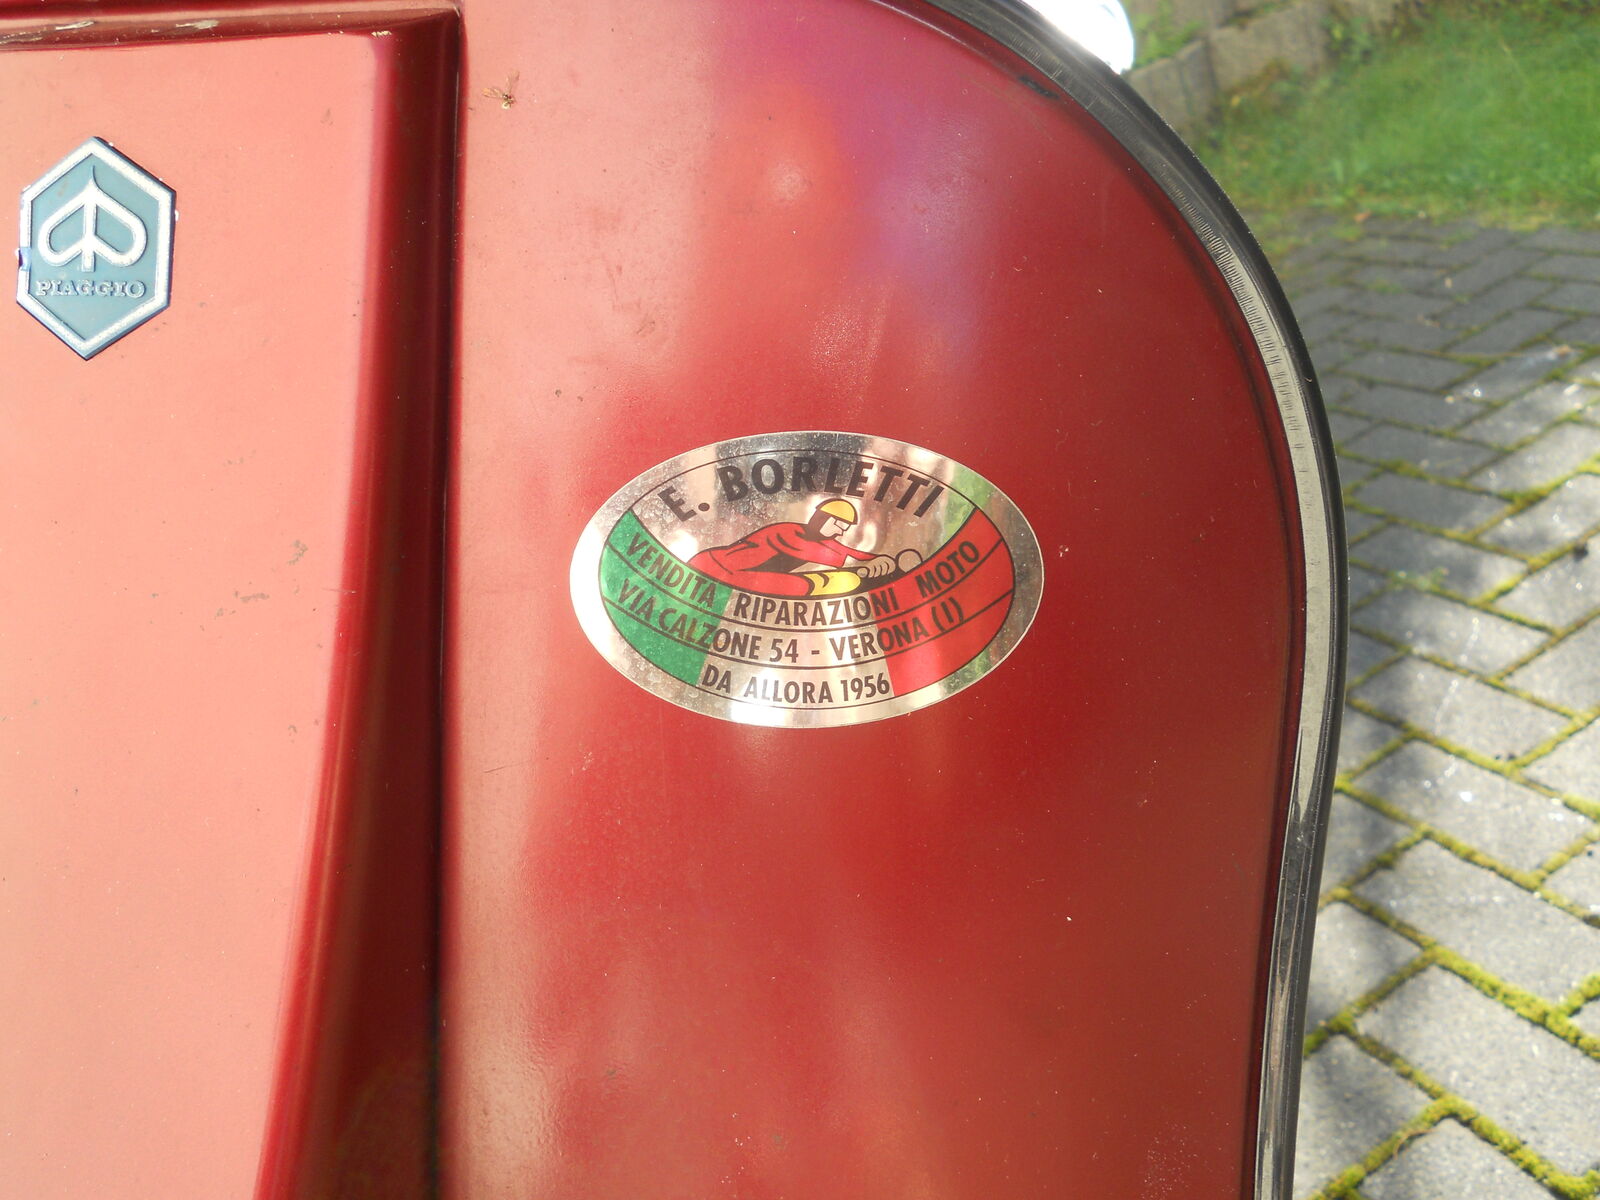 PIAGGIO
E. BORLETTI
VENDITA RIPARAZIONI MOTO
VIA CALZONE 54 - VERONA (I)
DA ALLORA 1956